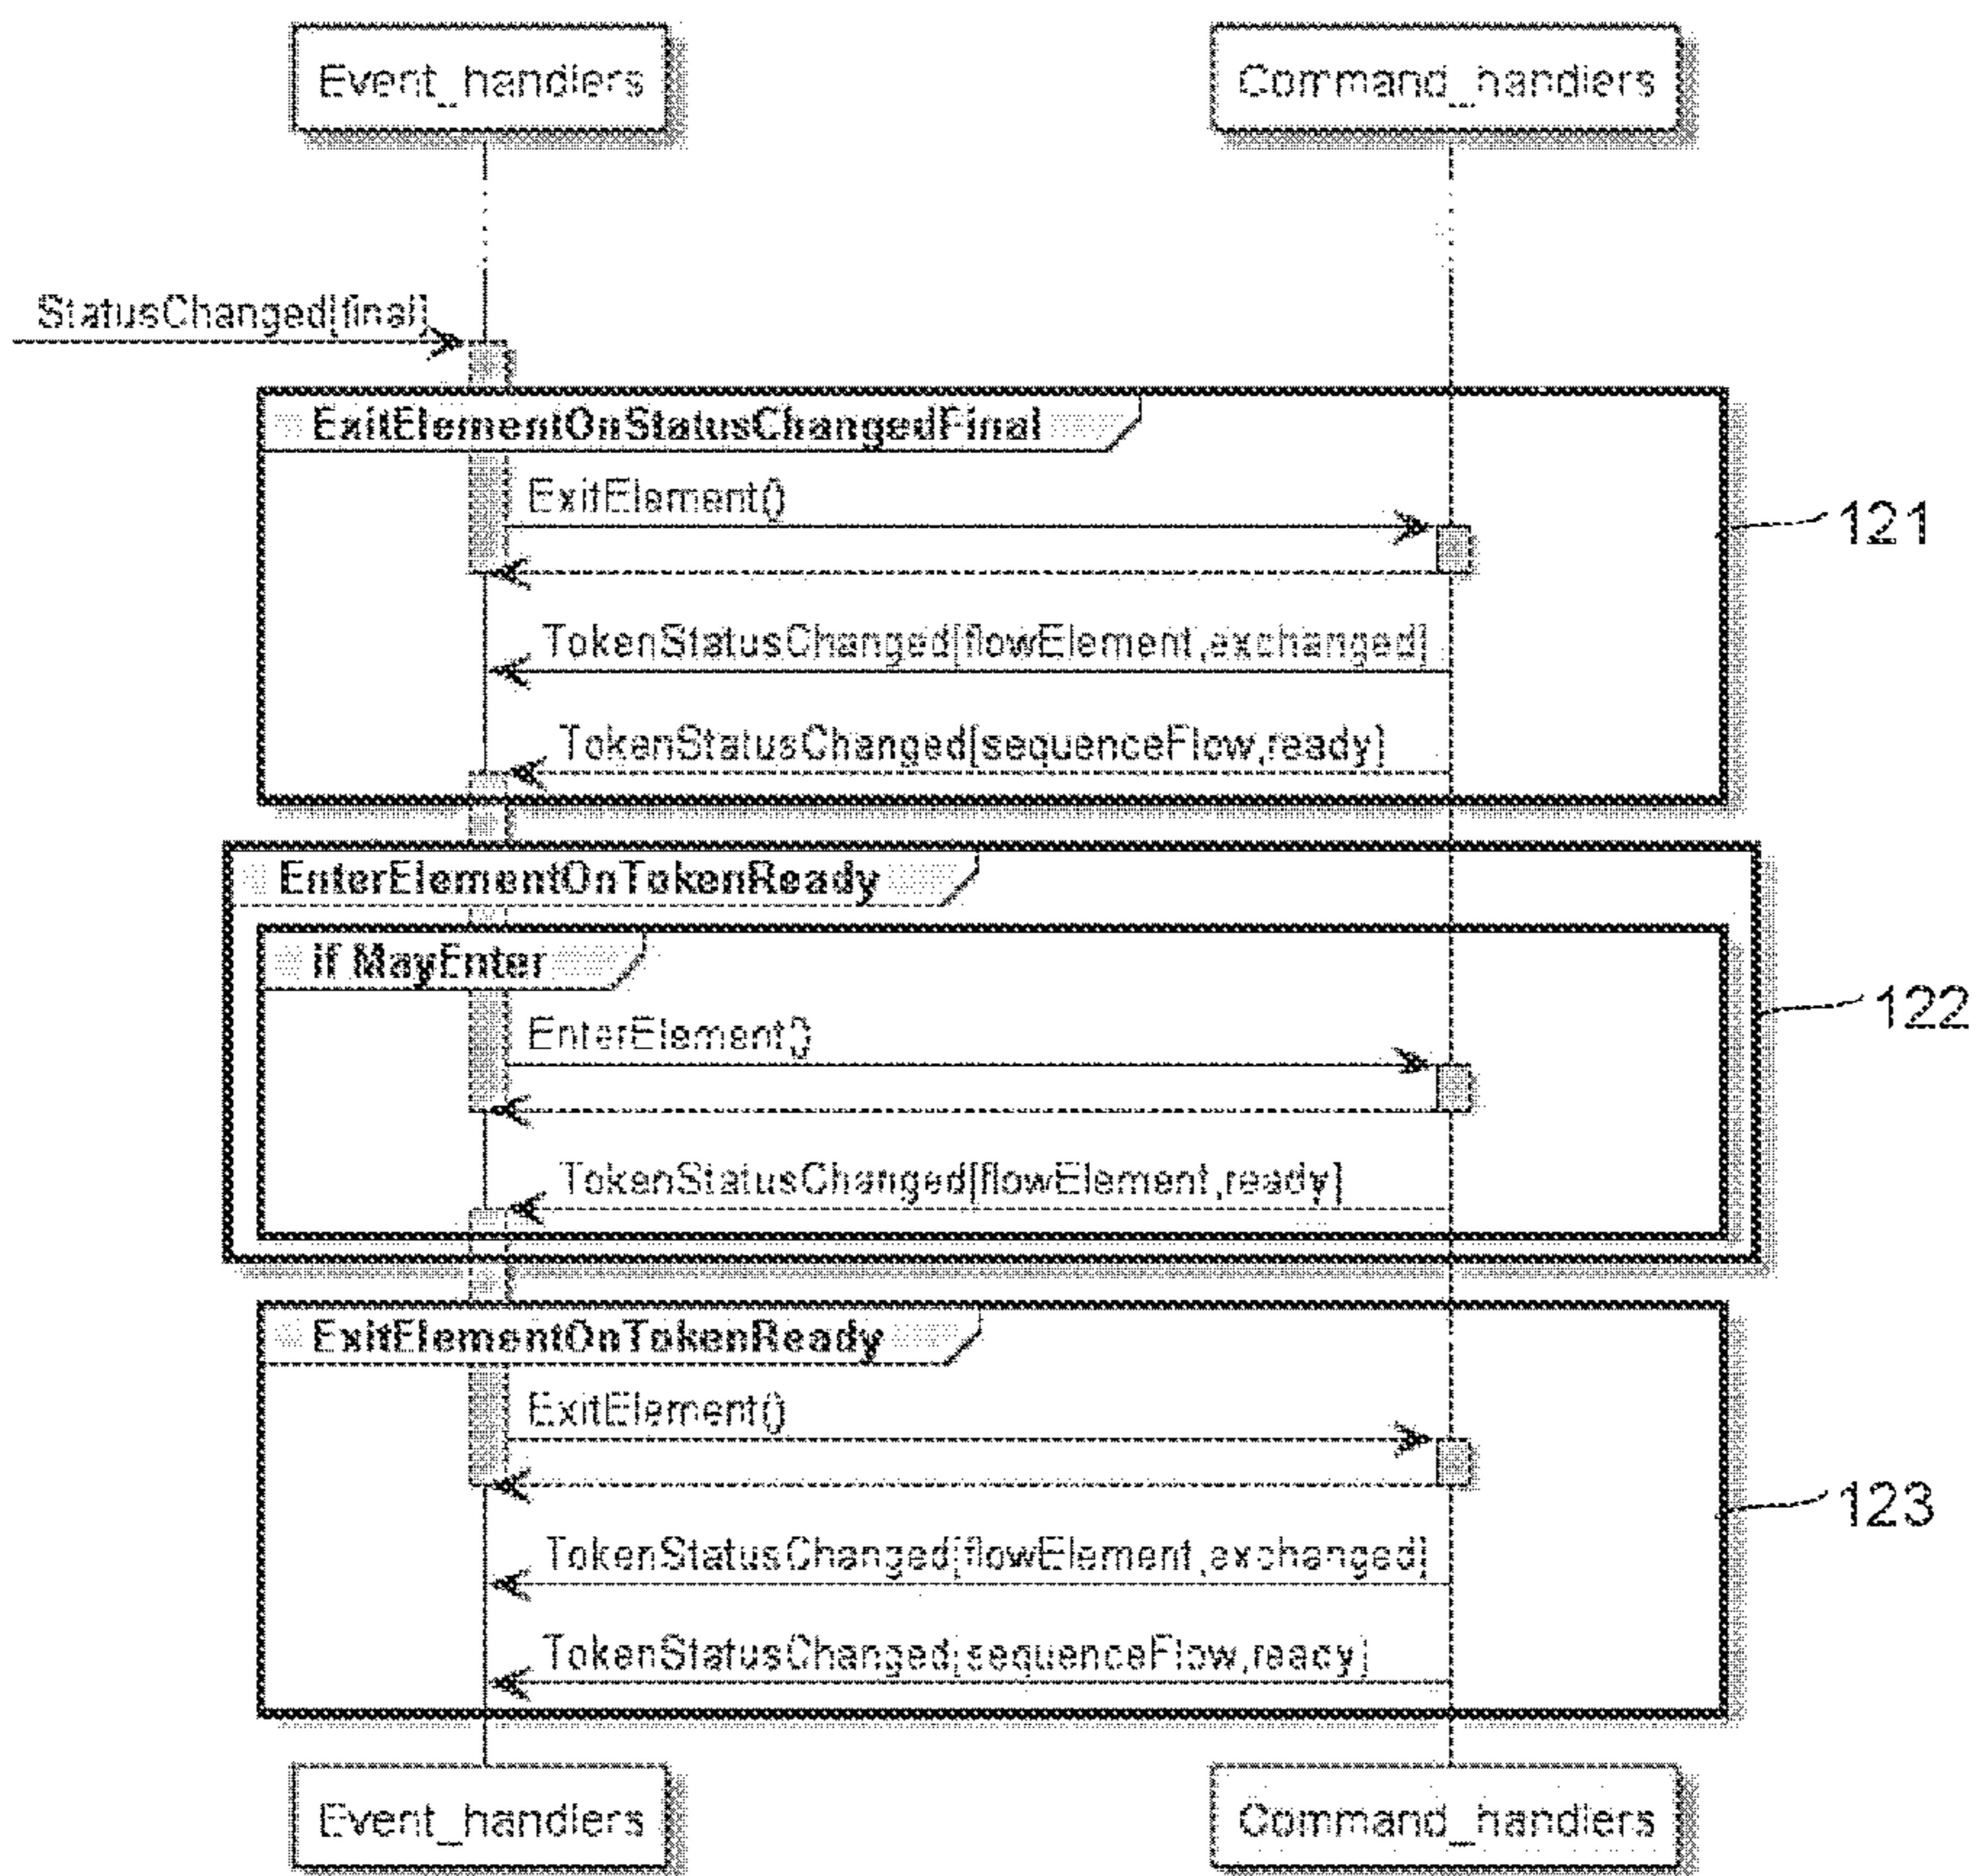 Event_handlers
Command_handlers
StatusChanged[final]
ExitElementOnStatusChangedFinal
ExitElement()
121
TokenStatusChanged[flowElement,exchanged]
TokenStatusChanged[sequenceFlow,ready]
EnterElementOnTokenReady
if MayEnter
122
EnterElement()
TokenStatusChanged[flowElement,ready]
ExitElementOnTokenReady
ExitElement()
123
TokenStatusChanged[flowElement,exchanged]
TokenStatusChanged[sequenceFlow,ready]
Event_handlers
Command_handlers